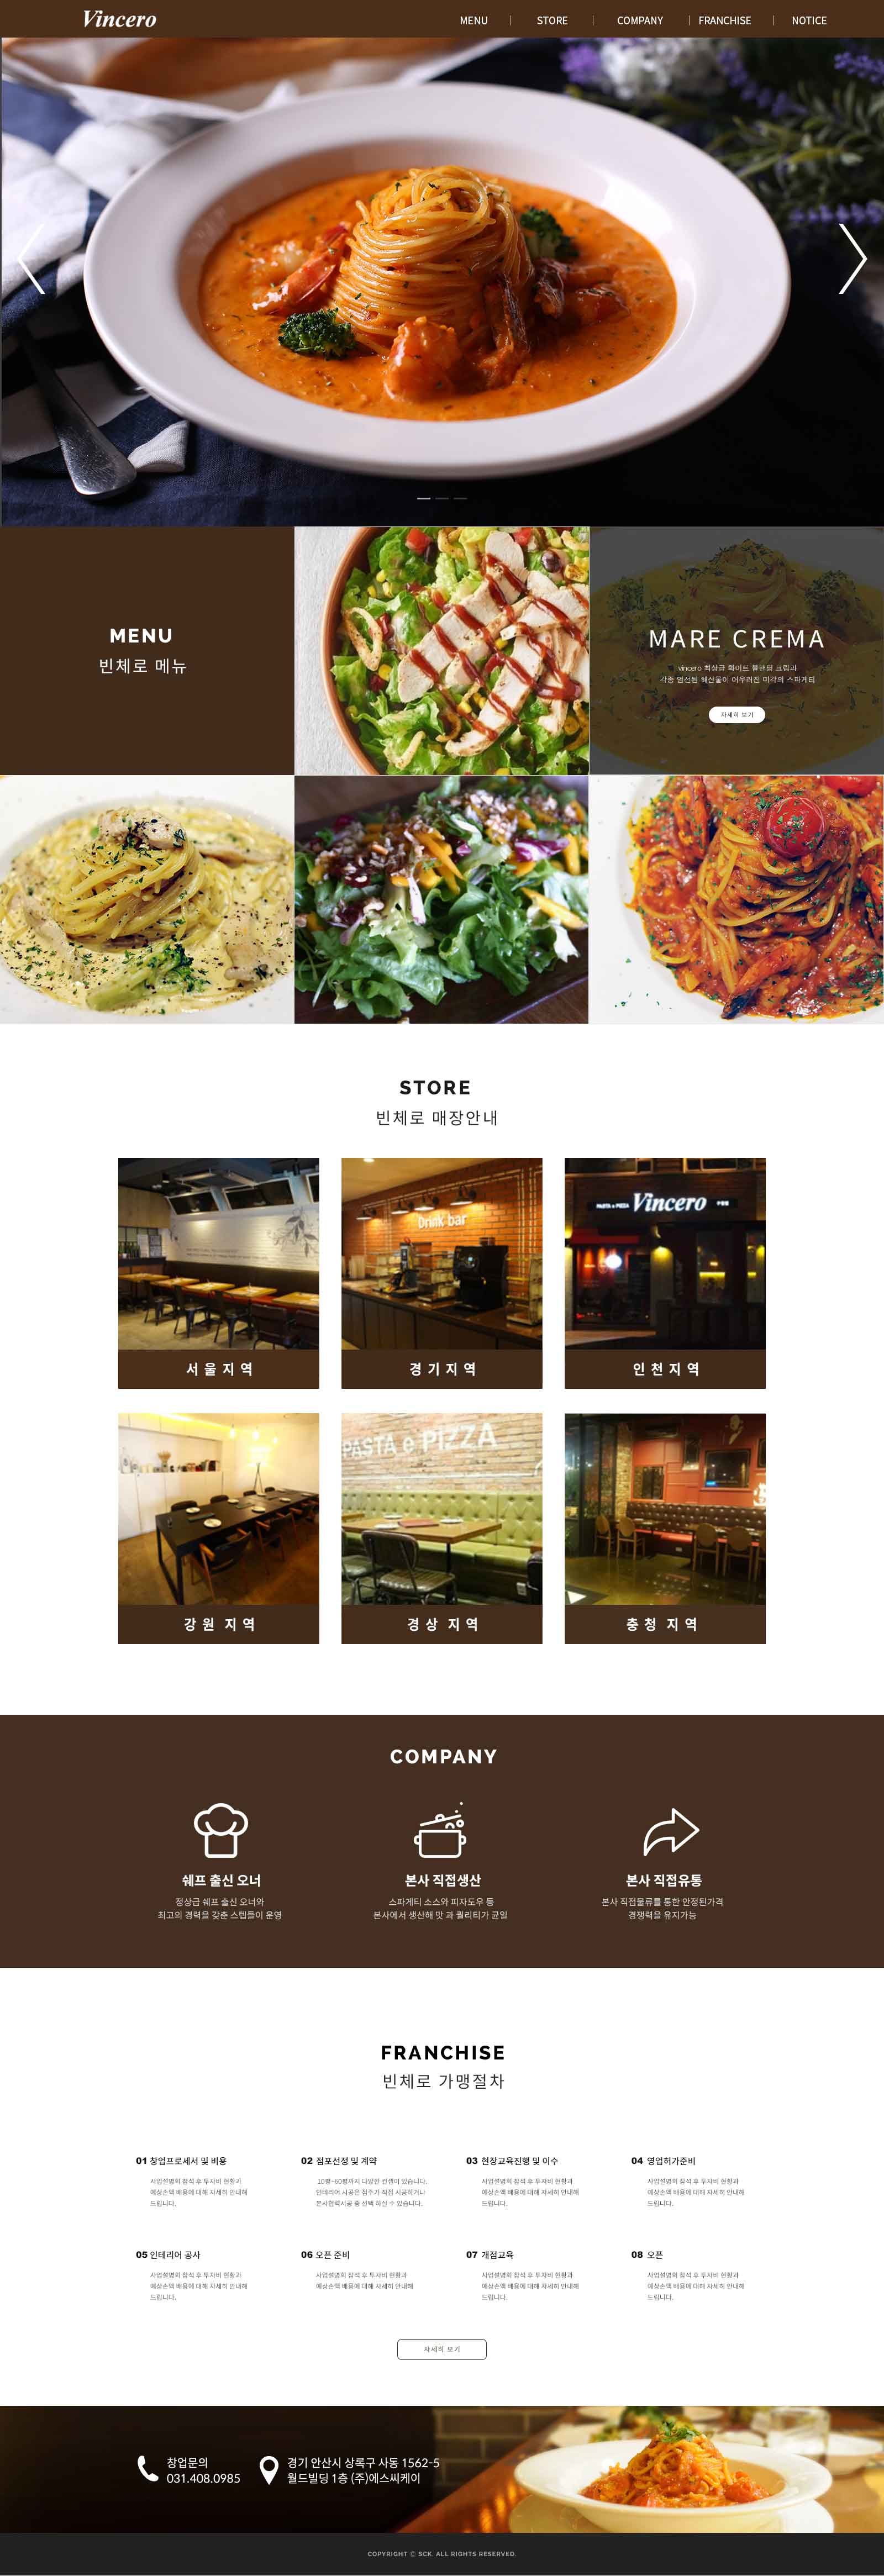 Vincero
MENU
STORE
COMPANY
FRANCHISE
NOTICE
MENU
빈체로 메뉴
MARE CREMA
vincero 최상급 화이트 블랜딩 크림과
각종 엄선된 해산물이 어우러진 미각의 스파게티
자세히 보기
STORE
빈체로 매장안내
Drink bar
PASTA e PIZZA Vincero
서울지역
경기지역
인천지역
PASTA e PIZZA
강원 지역
경상 지역
충청 지역
COMPANY
쉐프 출신 오너
정상급 쉐프 출신 오너와
최고의 경력을 갖춘 스텝들이 운영
본사 직접생산
스파게티 소스와 피자도우 등
본사에서 생산해 맛 과 퀄리티가 균일
본사 직접유통
본사 직접물류를 통한 안정된가격
경쟁력을 유지가능
FRANCHISE
빈체로 가맹절차
01 창업프로세서 및 비용
사업설명회 참석 후 투자비 현황과
예상손액 배용에 대해 자세히 안내해
드립니다.
02 점포선정 및 계약
10평~60평까지 다양한 컨셉이 있습니다.
인테리어 시공은 점주가 직접 시공하거나
본사협력시공 중 선택 하실 수 있습니다.
03 현장교육진행 및 이수
사업설명회 참석 후 투자비 현황과
예상손액 배용에 대해 자세히 안내해
드립니다.
04 영업허가준비
사업설명회 참석 후 투자비 현황과
예상손액 배용에 대해 자세히 안내해
드립니다.
05 인테리어 공사
사업설명회 참석 후 투자비 현황과
예상손액 배용에 대해 자세히 안내해
드립니다.
06 오픈 준비
사업설명회 참석 후 투자비 현황과
예상손액 배용에 대해 자세히 안내해
07 개점교육
사업설명회 참석 후 투자비 현황과
예상손액 배용에 대해 자세히 안내해
드립니다.
08 오픈
사업설명회 참석 후 투자비 현황과
예상손액 배용에 대해 자세히 안내해
드립니다.
자세히 보기
창업문의
031.408.0985
경기 안산시 상록구 사동 1562-5
월드빌딩 1층 (주)에스씨케이
COPYRIGHT © SCK. ALL RIGHTS RESERVED.